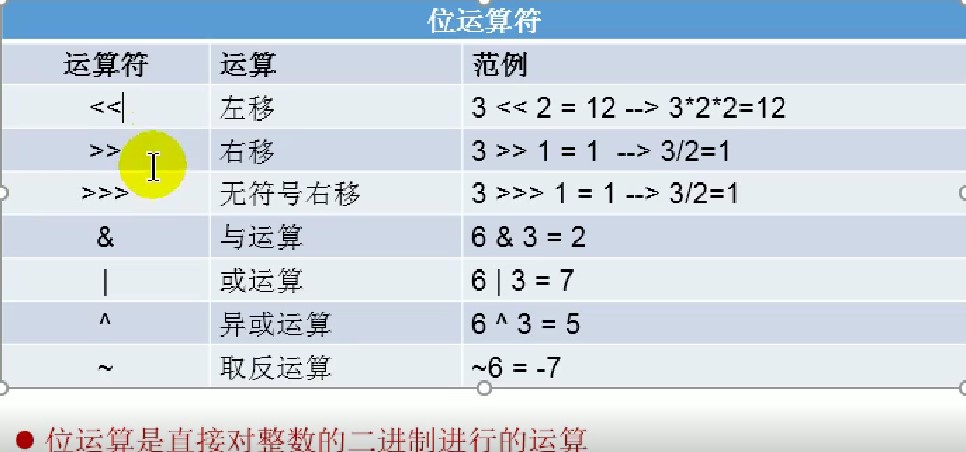 位运算符
运算符 运算 范例
<< 左移 3 << 2 = 12 --> 3*2*2=12
>> 右移 3 >> 1 = 1 --> 3/2=1
>>> 无符号右移 3 >>> 1 = 1 --> 3/2=1
& 与运算 6 & 3 = 2
| 或运算 6 | 3 = 7
^ 异或运算 6 ^ 3 = 5
~ 取反运算 ~6 = -7
● 位运算是直接对整数的二进制进行的运算